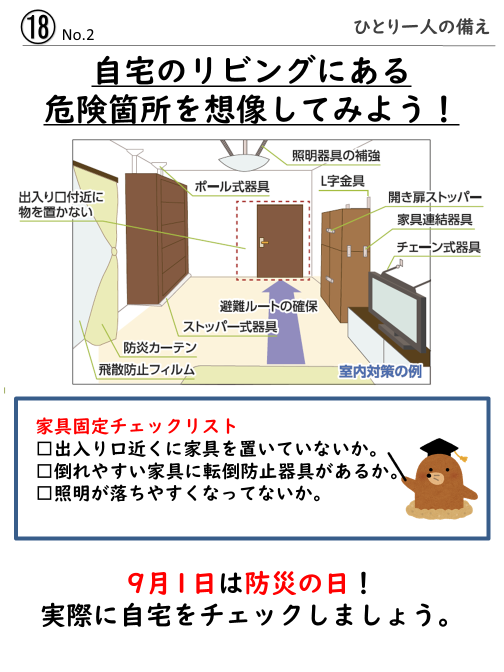 ⑱ No.2
ひとり一人の備え
自宅のリビングにある
危険箇所を想像してみよう！
照明器具の補強
ポール式器具
L字金具
出入り口付近に
物を置かない
開き扉ストッパー
家具連結器具
チェーン式器具
避難ルートの確保
ストッパー式器具
防炎カーテン
飛散防止フィルム
室内対策の例
家具固定チェックリスト
□出入り口近くに家具を置いていないか。
□倒れやすい家具に転倒防止器具があるか。
□照明が落ちやすくなってないか。
9月1日は防災の日！
実際に自宅をチェックしましょう。